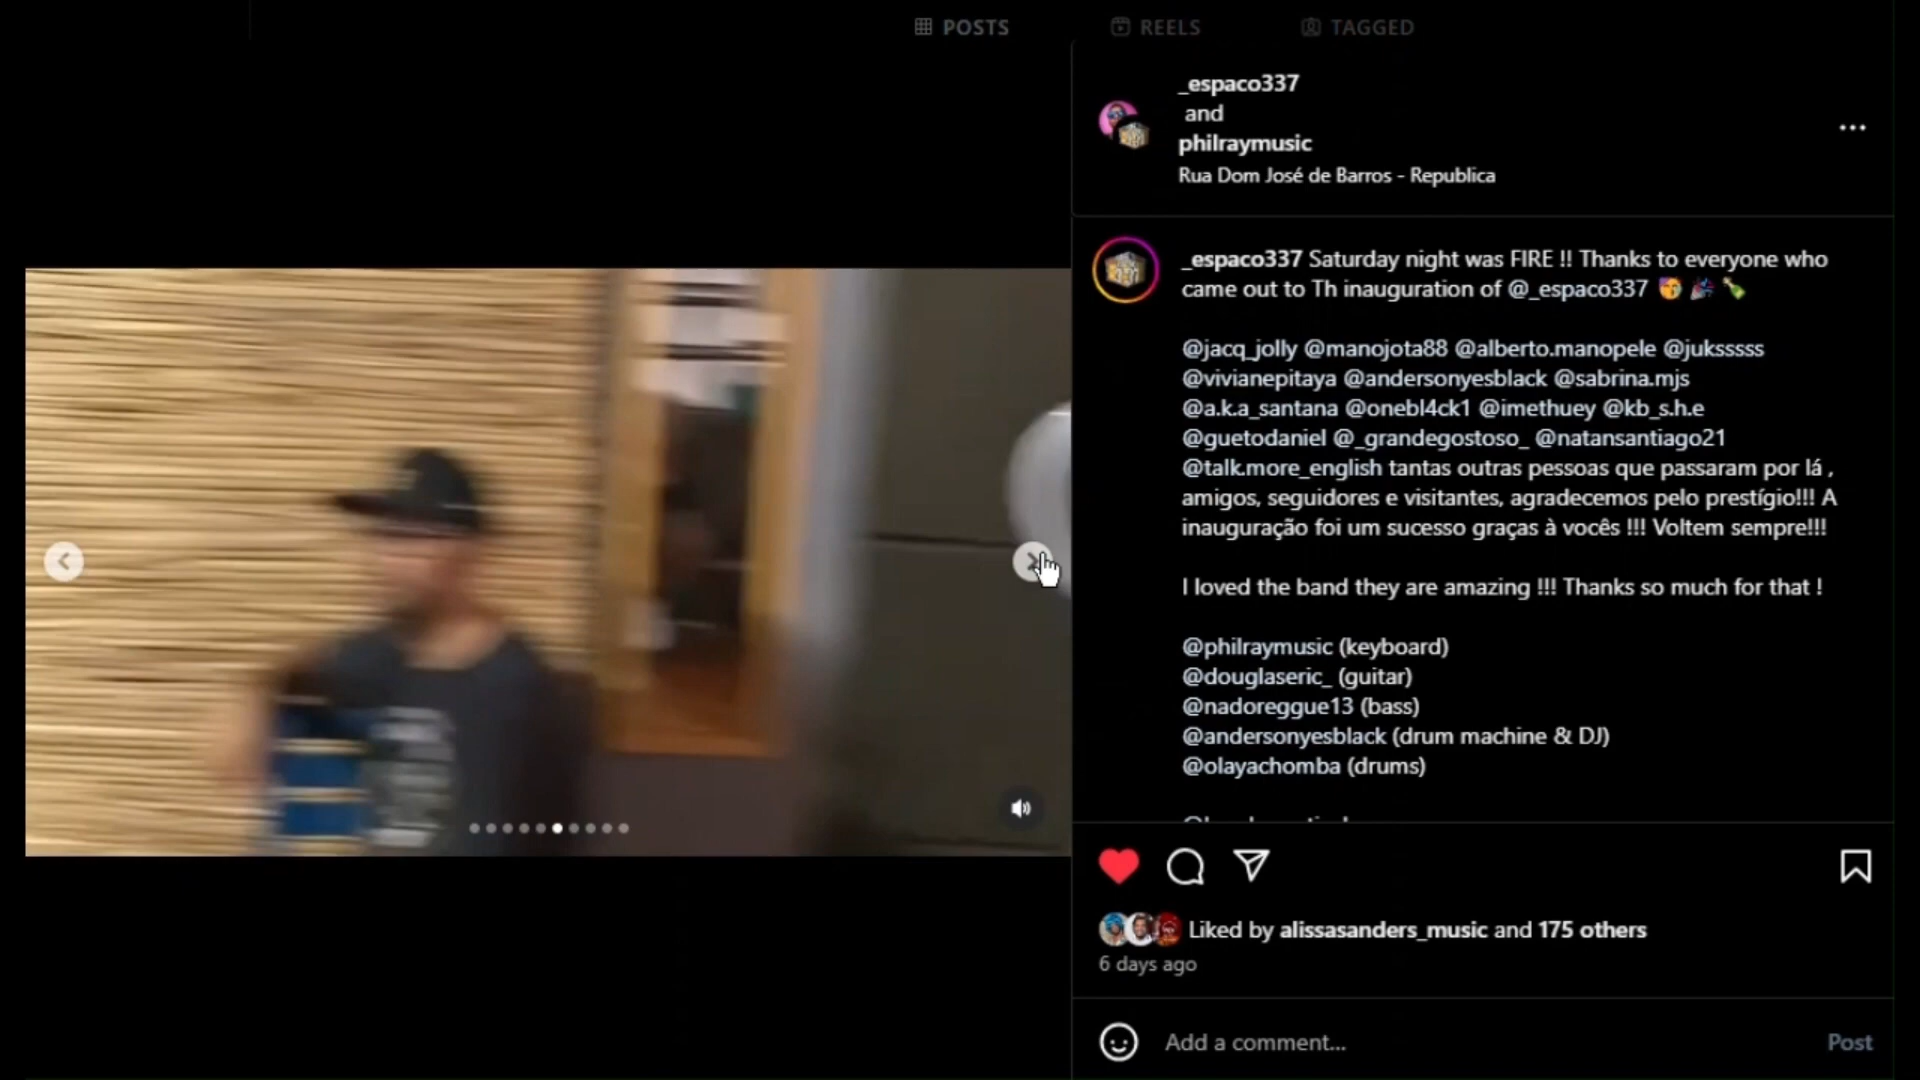 POSTS
REELS
TAGGED
_espaco337
and
philraymusic
Rua Dom José de Barros - Republica
_espaco337 Saturday night was FIRE !! Thanks to everyone who
came out to Th inauguration of @_espaco337 🥳 🎉 🍾
@jacq_jolly @manojota88 @alberto.manopele @juksssss
@vivianepitaya @andersonyesblack @sabrina.mjs
@a.k.a_santana @onebl4ck1 @imethuey @kb_s.h.e
@guetodaniel @_grandegostoso_ @natansantiago21
@talk.more_english tantas outras pessoas que passaram por lá ,
amigos, seguidores e visitantes, agradecemos pelo prestígio!!! A
inauguração foi um sucesso graças à vocês !!! Voltem sempre!!!
I loved the band they are amazing !!! Thanks so much for that !
@philraymusic (keyboard)
@douglaseric_ (guitar)
@nadoreggue13 (bass)
@andersonyesblack (drum machine & DJ)
@olayachomba (drums)
Liked by alissasanders_music and 175 others
6 days ago
Add a comment...
Post